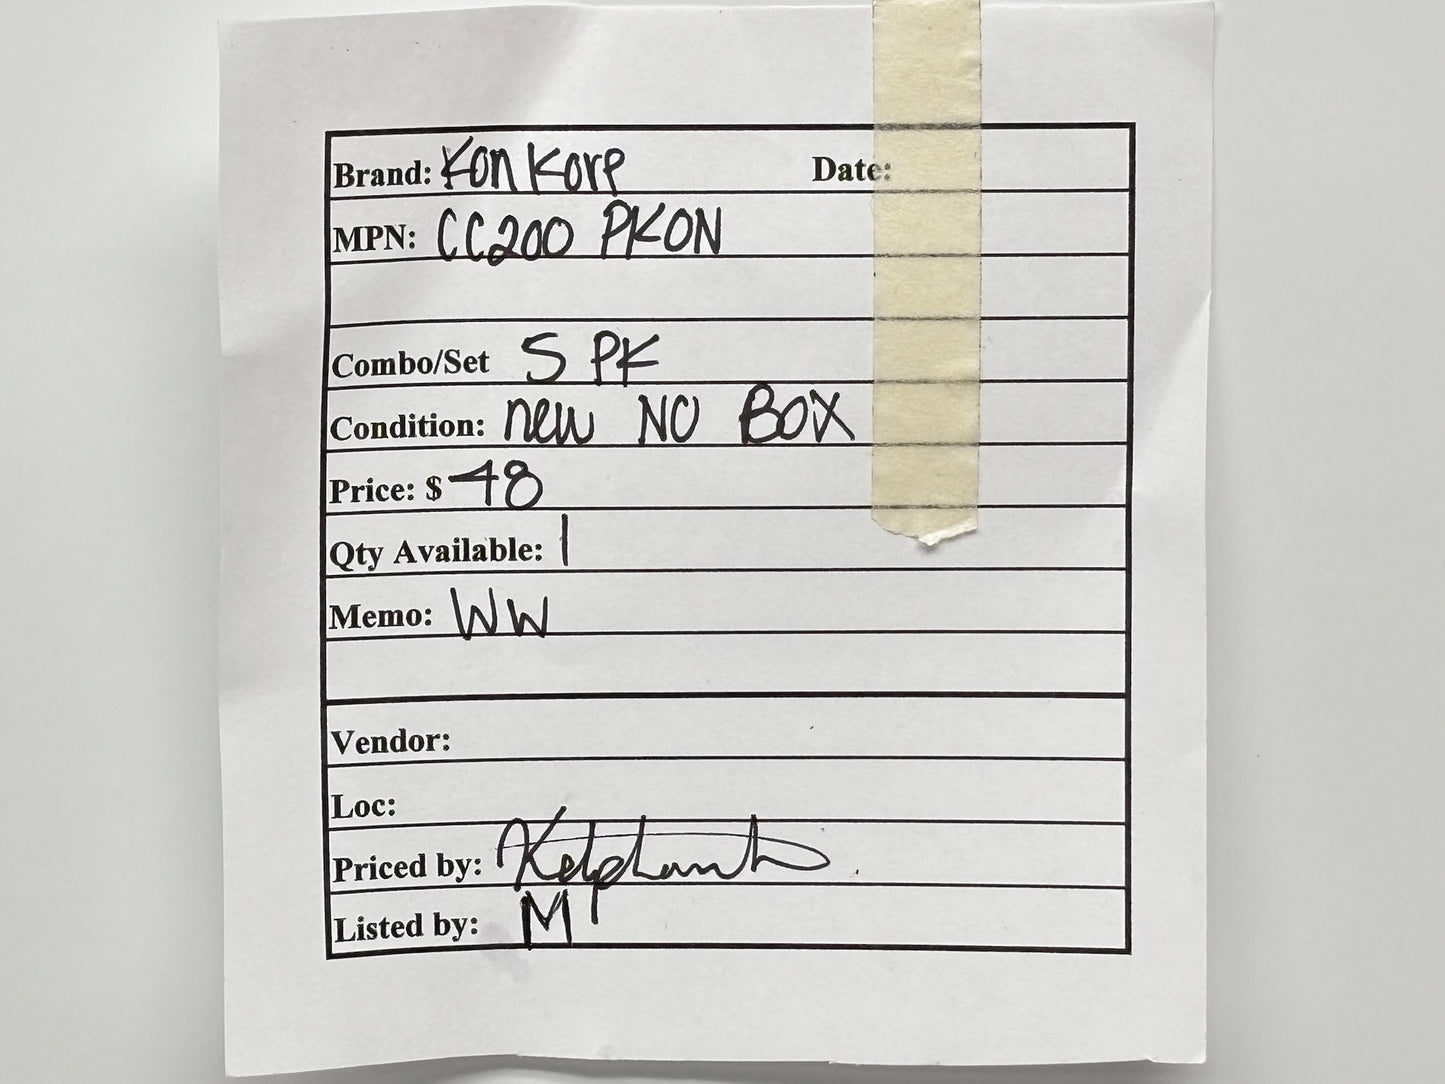 Brand: KonKorp Date:
MPN: CC200 PKON
Combo/Set 5 PK
Condition: new NO BOX
Price: $ 48
Qty Available: 1
Memo: WW
Vendor:
Loc:
Priced by:
Listed by: M